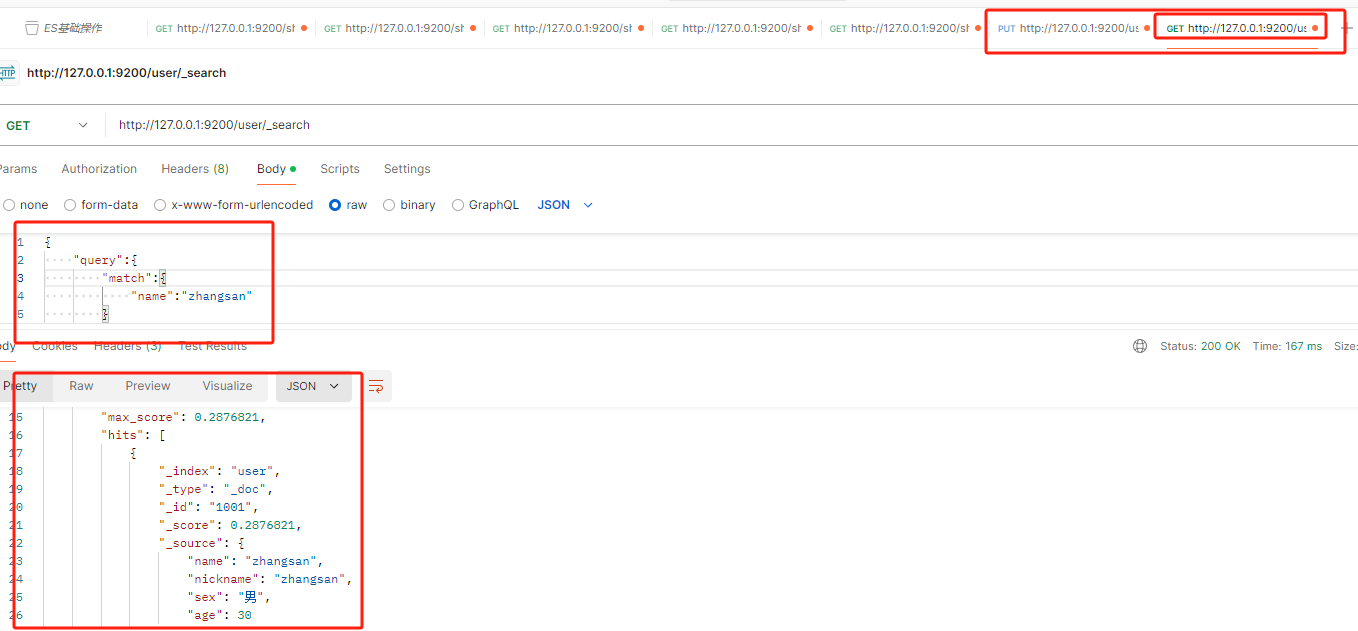 ES基础操作 GET http://127.0.0.1:9200/sh GET http://127.0.0.1:9200/sh GET http://127.0.0.1:9200/sh GET http://127.0.0.1:9200/sh GET http://127.0.0.1:9200/sh PUT http://127.0.0.1:9200/us GET http://127.0.0.1:9200/us
HTTP http://127.0.0.1:9200/user/_search
GET http://127.0.0.1:9200/user/_search
Params Authorization Headers (8) Body Scripts Settings
none form-data x-www-form-urlencoded raw binary GraphQL JSON
1 {
2 "query":{
3 "match":{
4 "name":"zhangsan"
5 }
ody Cookies Headers (3) Test Results Status: 200 OK Time: 167 ms Size:
Pretty Raw Preview Visualize JSON
15 "max_score": 0.2876821,
16 "hits": [
17 {
18 "_index": "user",
19 "_type": "_doc",
20 "_id": "1001",
21 "_score": 0.2876821,
22 "_source": {
23 "name": "zhangsan",
24 "nickname": "zhangsan",
25 "sex": "男",
26 "age": 30